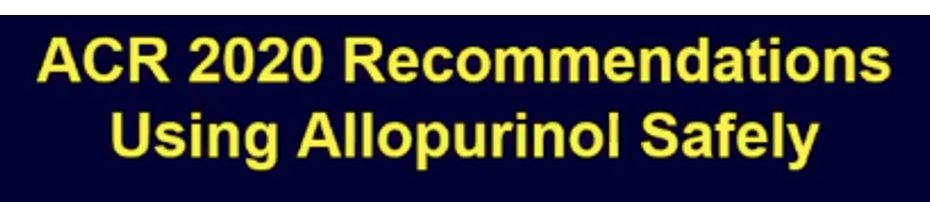 ACR 2020 Recommendations
Using Allopurinol Safely